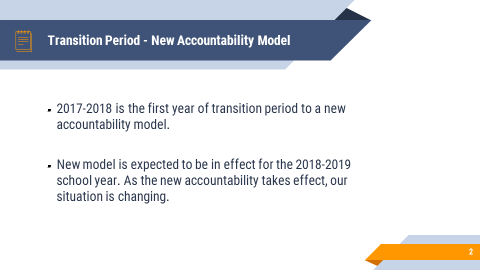 Transition Period - New Accountability Model
▪ 2017-2018 is the first year of transition period to a new
accountability model.
▪ New model is expected to be in effect for the 2018-2019
school year. As the new accountability takes effect, our
situation is changing.
2